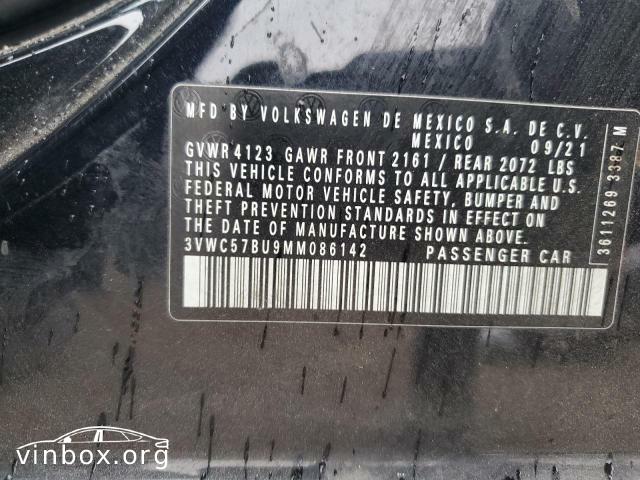 MFD BY VOLKSWAGEN DE MEXICO S.A. DE C.V.
MEXICO 09/21
GVWR 4123 GAWR FRONT 2161 / REAR 2072 LBS
THIS VEHICLE CONFORMS TO ALL APPLICABLE U.S.
FEDERAL MOTOR VEHICLE SAFETY, BUMPER AND
THEFT PREVENTION STANDARDS IN EFFECT ON
THE DATE OF MANUFACTURE SHOWN ABOVE.
3VWC57BU9MM086142 PASSENGER CAR
3611269 3387 M
vinbox.org